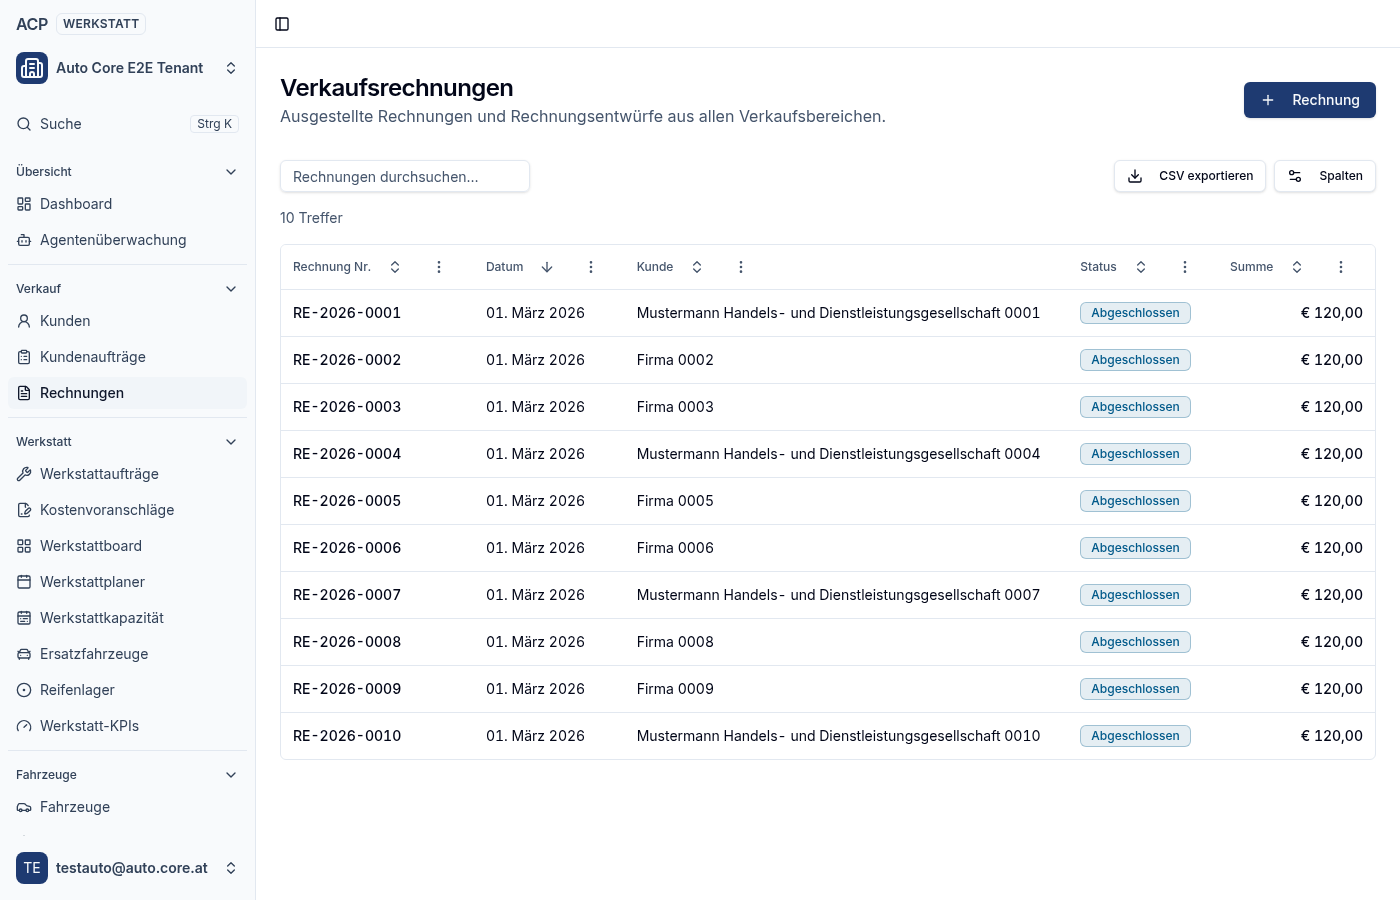 ACP WERKSTATT
Auto Core E2E Tenant
Suche Strg K
Übersicht
Dashboard
Agentenüberwachung
Verkauf
Kunden
Kundenaufträge
Rechnungen
Werkstatt
Werkstattaufträge
Kostenvoranschläge
Werkstattboard
Werkstattplaner
Werkstattkapazität
Ersatzfahrzeuge
Reifenlager
Werkstatt-KPIs
Fahrzeuge
Fahrzeuge
TE testauto@auto.core.at
Verkaufsrechnungen
Ausgestellte Rechnungen und Rechnungsentwürfe aus allen Verkaufsbereichen.
Rechnung
Rechnungen durchsuchen...
CSV exportieren
Spalten
10 Treffer
Rechnung Nr. Datum Kunde Status Summe
RE-2026-0001 01. März 2026 Mustermann Handels- und Dienstleistungsgesellschaft 0001 Abgeschlossen € 120,00
RE-2026-0002 01. März 2026 Firma 0002 Abgeschlossen € 120,00
RE-2026-0003 01. März 2026 Firma 0003 Abgeschlossen € 120,00
RE-2026-0004 01. März 2026 Mustermann Handels- und Dienstleistungsgesellschaft 0004 Abgeschlossen € 120,00
RE-2026-0005 01. März 2026 Firma 0005 Abgeschlossen € 120,00
RE-2026-0006 01. März 2026 Firma 0006 Abgeschlossen € 120,00
RE-2026-0007 01. März 2026 Mustermann Handels- und Dienstleistungsgesellschaft 0007 Abgeschlossen € 120,00
RE-2026-0008 01. März 2026 Firma 0008 Abgeschlossen € 120,00
RE-2026-0009 01. März 2026 Firma 0009 Abgeschlossen € 120,00
RE-2026-0010 01. März 2026 Mustermann Handels- und Dienstleistungsgesellschaft 0010 Abgeschlossen € 120,00